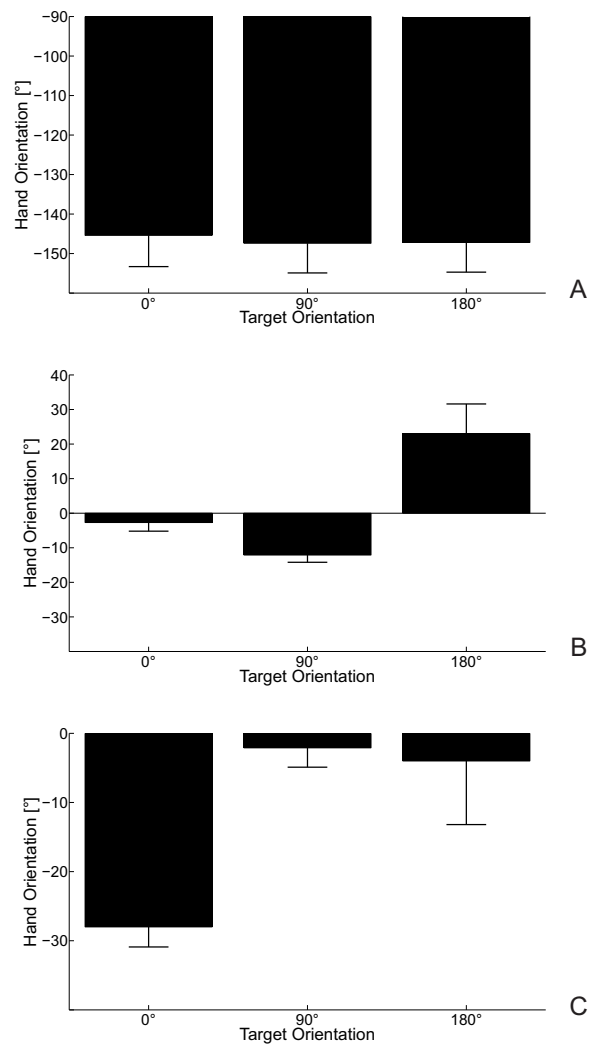 −90
−100
−110
−120
−130
−140
−150
Hand Orientation [°]
0° 90° 180°
Target Orientation
A
40
30
20
10
0
−10
−20
−30
Hand Orientation [°]
0° 90° 180°
Target Orientation
B
0
−10
−20
−30
Hand Orientation [°]
0° 90° 180°
Target Orientation
C